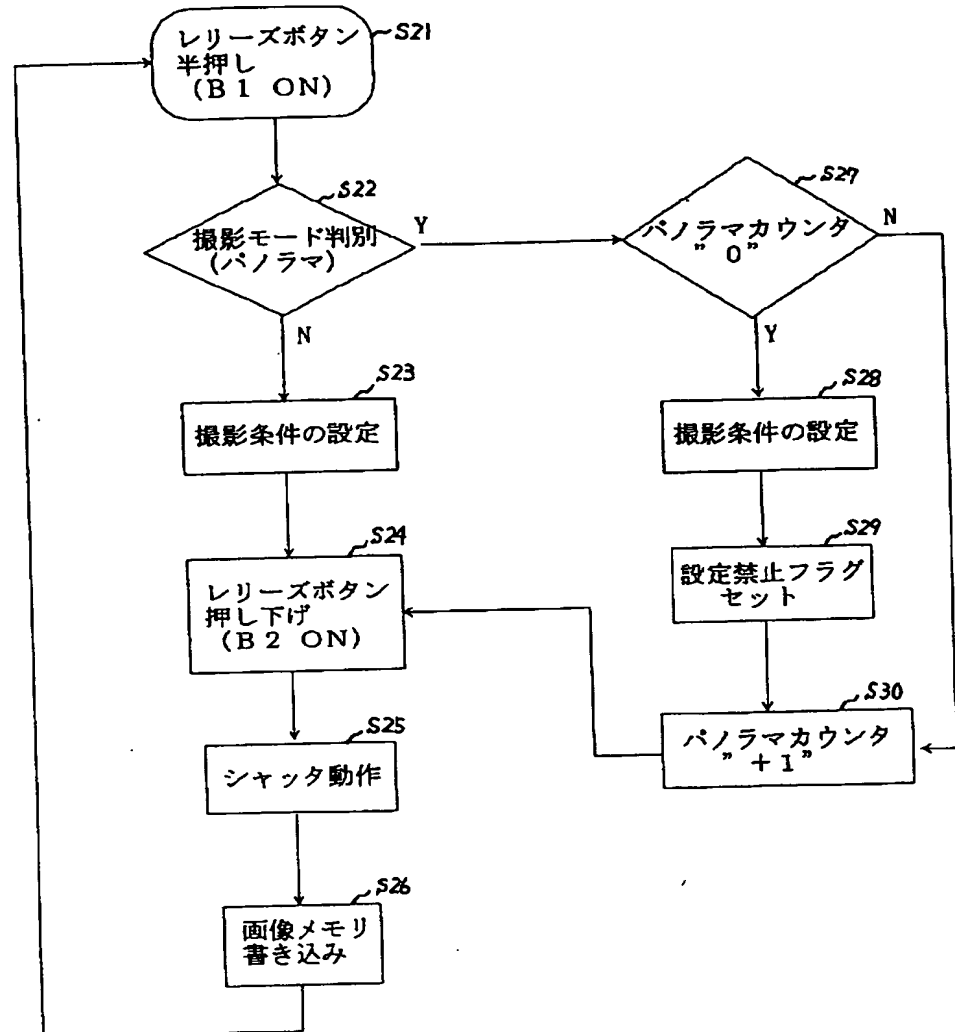 レリーズボタン
半押し
(B1 ON)
S21
S22
撮影モード判別
(パノラマ)
Y
N
S23
撮影条件の設定
S24
レリーズボタン
押し下げ
(B2 ON)
S25
シャッタ動作
S26
画像メモリ
書き込み
S27
パノラマカウンタ
"0"
N
Y
S28
撮影条件の設定
S29
設定禁止フラグ
セット
S30
パノラマカウンタ
"+1"